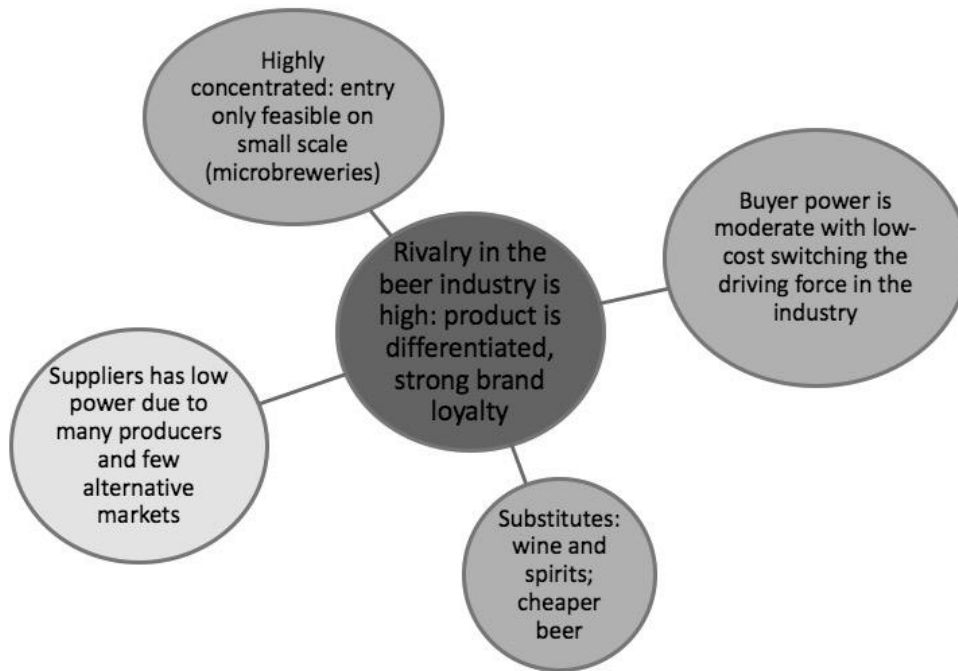 Highly
concentrated: entry
only feasible on
small scale
(microbreweries)
Buyer power is
moderate with low-
cost switching the
driving force in the
industry
Rivalry in the
beer industry is
high: product is
differentiated,
strong brand
loyalty
Suppliers has low
power due to
many producers
and few
alternative
markets
Substitutes:
wine and
spirits;
cheaper
beer